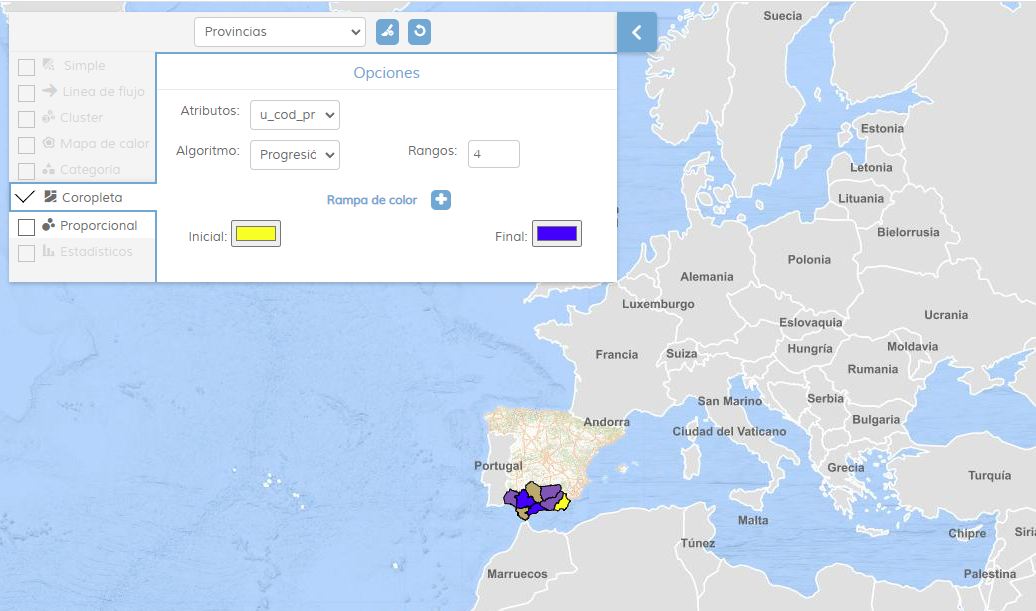 Provincias
Opciones
Simple
Linea de flujo
Cluster
Mapa de calor
Categoria
Coropleta
Proporcional
Estadisticos
Atributos:
u_cod_pr
Algoritmo:
Progresió
Rangos:
4
Rampa de color
Inicial:
Final:
Suecia
Estonia
Letonia
Lituania
Bielorrusia
Polonia
Alemania
Luxemburgo
Ucrania
Eslovaquia
Francia
Suiza
Hungría
Moldavia
Rumania
San Marino
Serbia
Andorra
Ciudad del Vaticano
Bulgaria
Portugal
Grecia
Turquía
Malta
Chipre
Siri
Túnez
Marruecos
Palestina